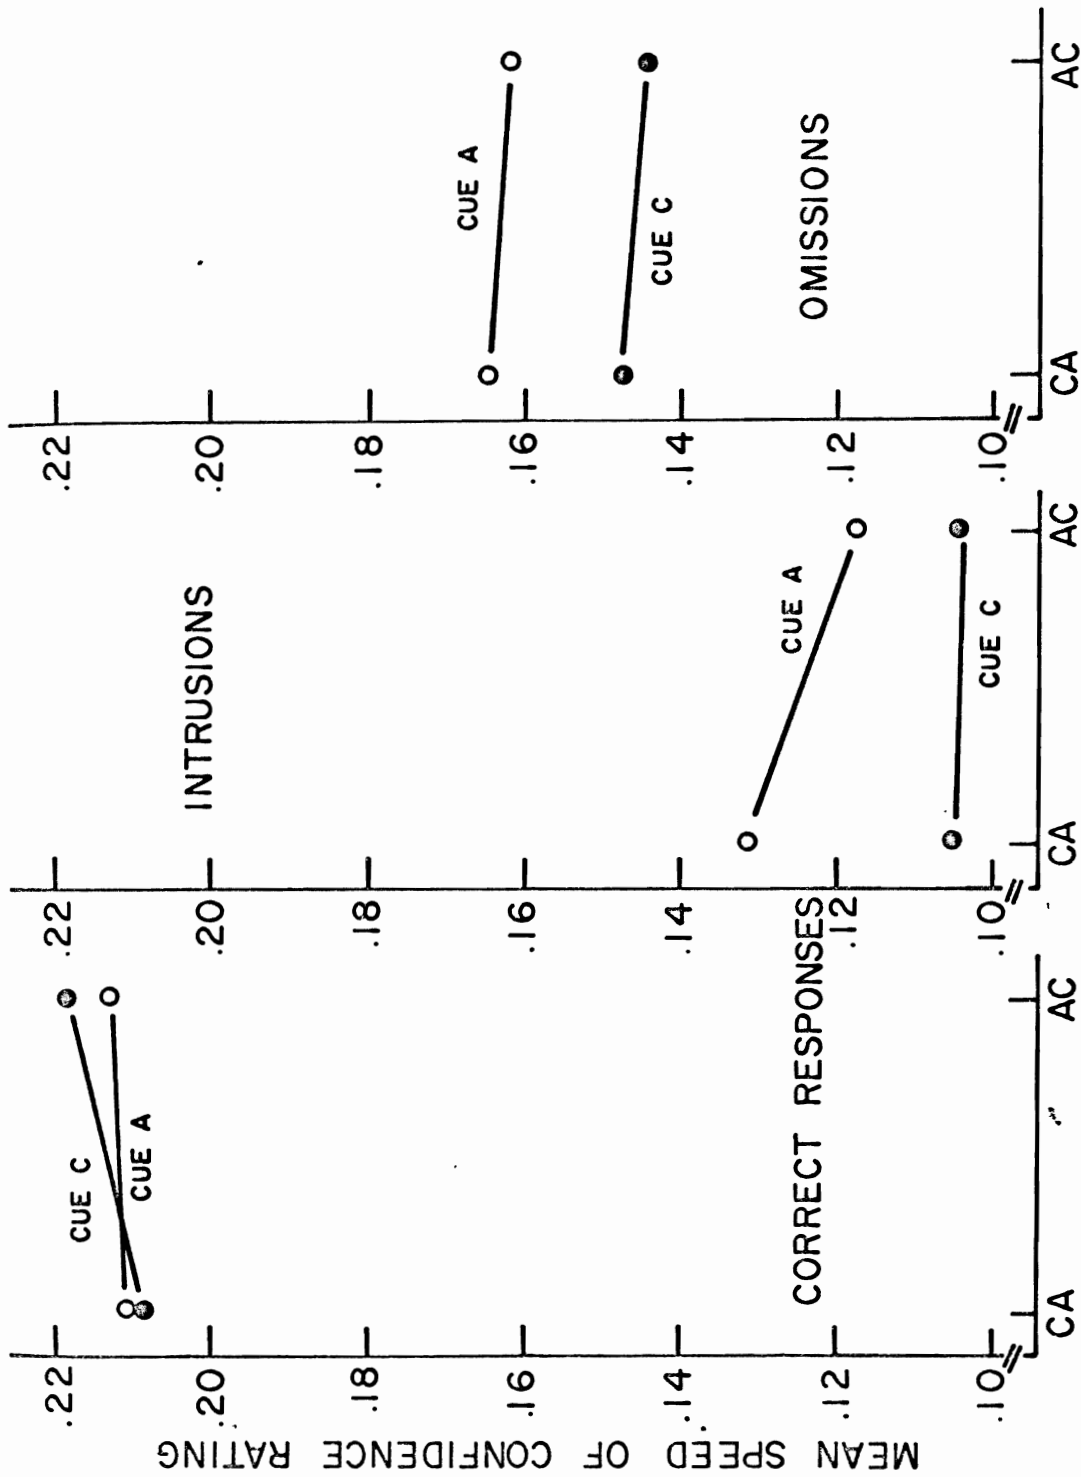 MEAN SPEED OF CONFIDENCE RATING
.22
.20
.18
.16
.14
.12
.10
CUE C
CUE A
CORRECT RESPONSES
CA
AC
.22
.20
.18
.16
.14
.12
.10
INTRUSIONS
CUE A
CUE C
CA
AC
.22
.20
.18
.16
.14
.12
.10
CUE A
CUE C
OMISSIONS
CA
AC